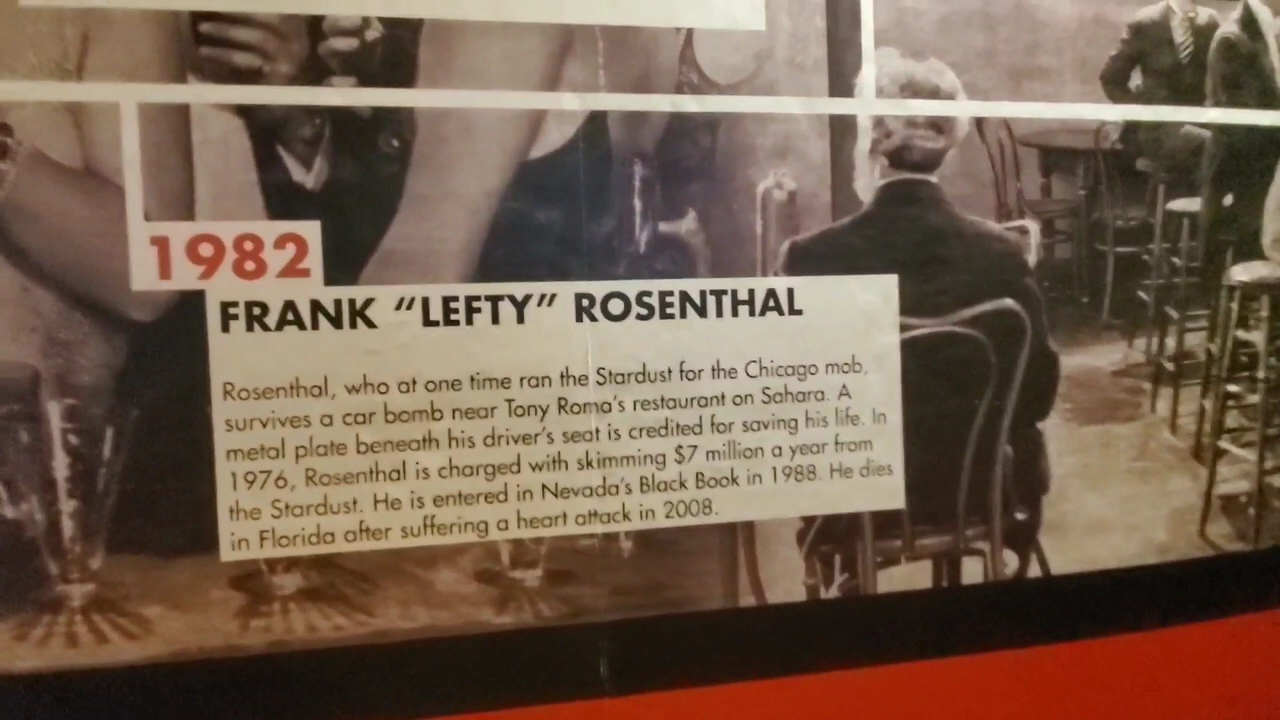 1982
FRANK “LEFTY” ROSENTHAL
Rosenthal, who at one time ran the Stardust for the Chicago mob,
survives a car bomb near Tony Roma’s restaurant on Sahara. A
metal plate beneath his driver’s seat is credited for saving his life. In
1976, Rosenthal is charged with skimming $7 million a year from
the Stardust. He is entered in Nevada’s Black Book in 1988. He dies
in Florida after suffering a heart attack in 2008.